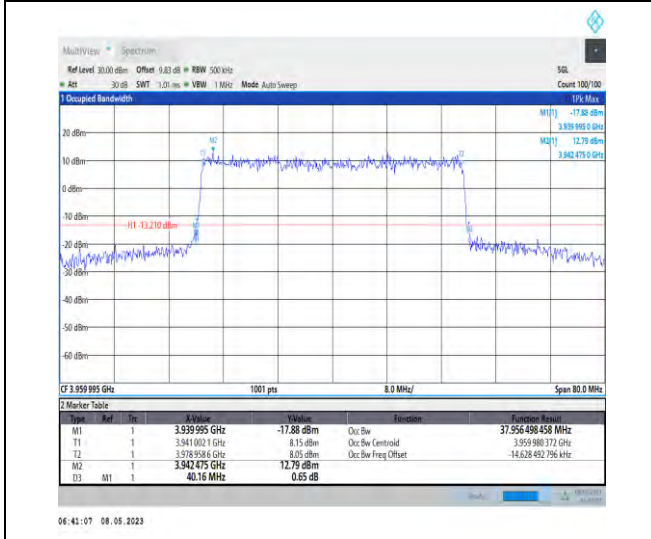 MultiView Spectrum
Ref Level 30.00 dBm Offset 9.83 dB RBW 500 kHz SGL
Att 30 dB SWT 1.01 ms VBW 1 MHz Mode Auto Sweep Count 100/100
1 Occupied Bandwidth 1Pk Max
M1[1] -17.88 dBm
3.939 995 0 GHz
M2[1] 12.79 dBm
3.942 475 0 GHz
20 dBm
M2
10 dBm
0 dBm
-10 dBm
H1 -13.210 dBm
-20 dBm
-30 dBm
-40 dBm
-50 dBm
-60 dBm
CF 3.959 995 GHz 1001 pts 8.0 MHz/ Span 80.0 MHz
2 Marker Table
Type Ref Trc X-Value Y-Value Function Function Result
M1 1 3.939 995 GHz -17.88 dBm Occ Bw 37.956 498 458 MHz
T1 1 3.941 002 1 GHz 8.15 dBm Occ Bw Centroid 3.959 980 372 GHz
T2 1 3.978 958 6 GHz 8.05 dBm Occ Bw Freq Offset -14.628 492 796 kHz
M2 1 3.942 475 GHz 12.79 dBm
D3 M1 1 40.16 MHz 0.65 dB
06:41:07 08.05.2023